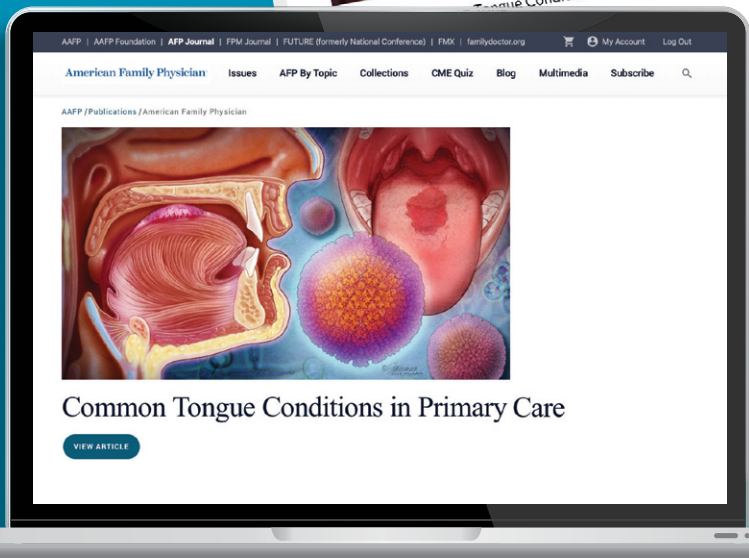 Tongue Condi
AAFP | AAFP Foundation | AFP Journal | FPM Journal | FUTURE (formerly National Conference) | FMX | familydoctor.org My Account Log Out
American Family Physician Issues AFP By Topic Collections CME Quiz Blog Multimedia Subscribe
AAFP / Publications / American Family Physician
Common Tongue Conditions in Primary Care
VIEW ARTICLE